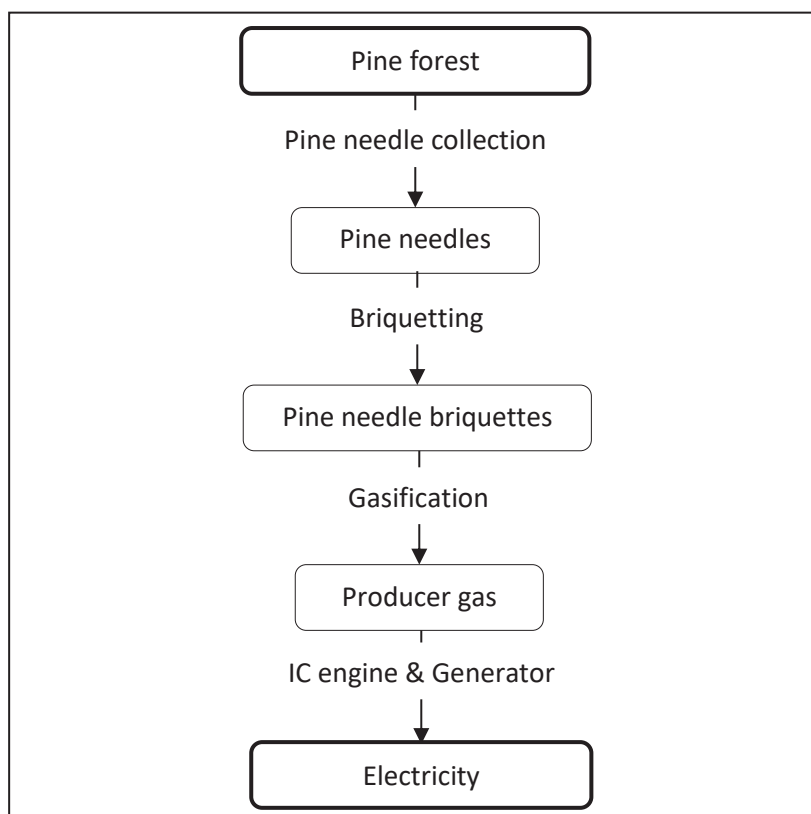 Pine forest
Pine needle collection
Pine needles
Briquetting
Pine needle briquettes
Gasification
Producer gas
IC engine & Generator
Electricity